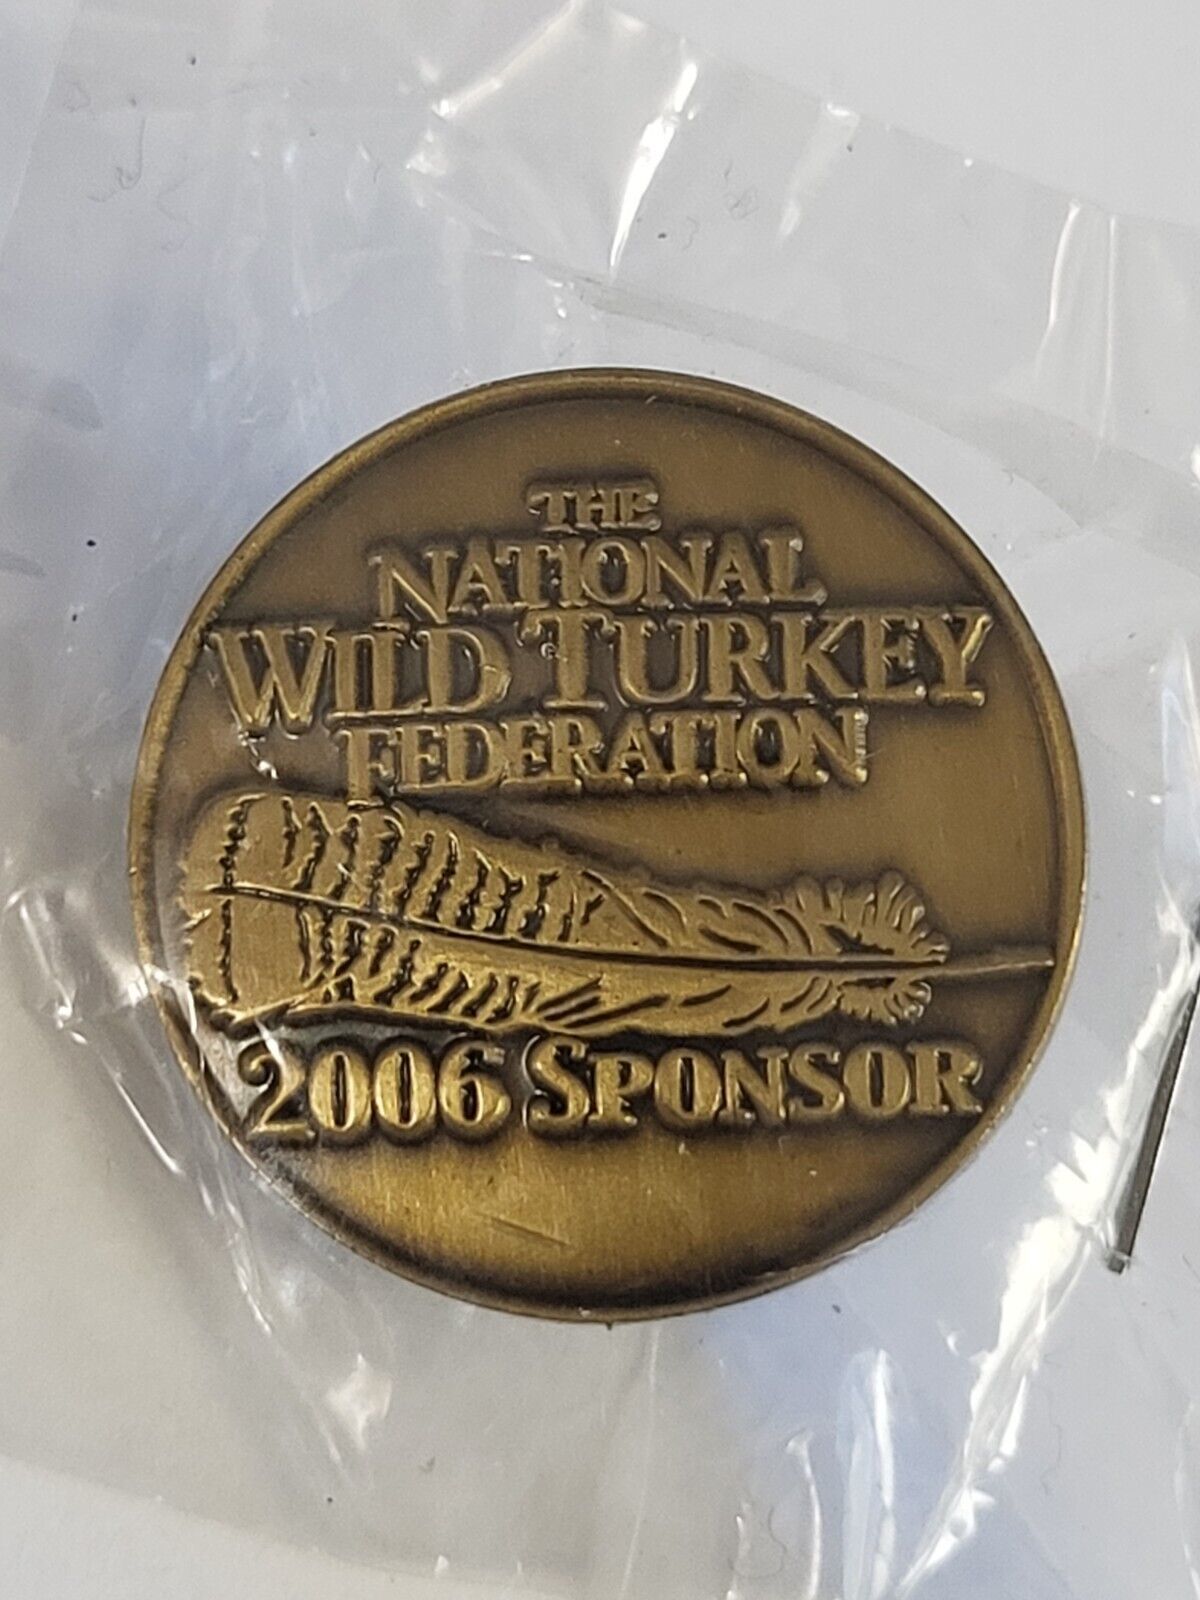 THE
NATIONAL
WILD TURKEY
FEDERATION
2006 SPONSOR